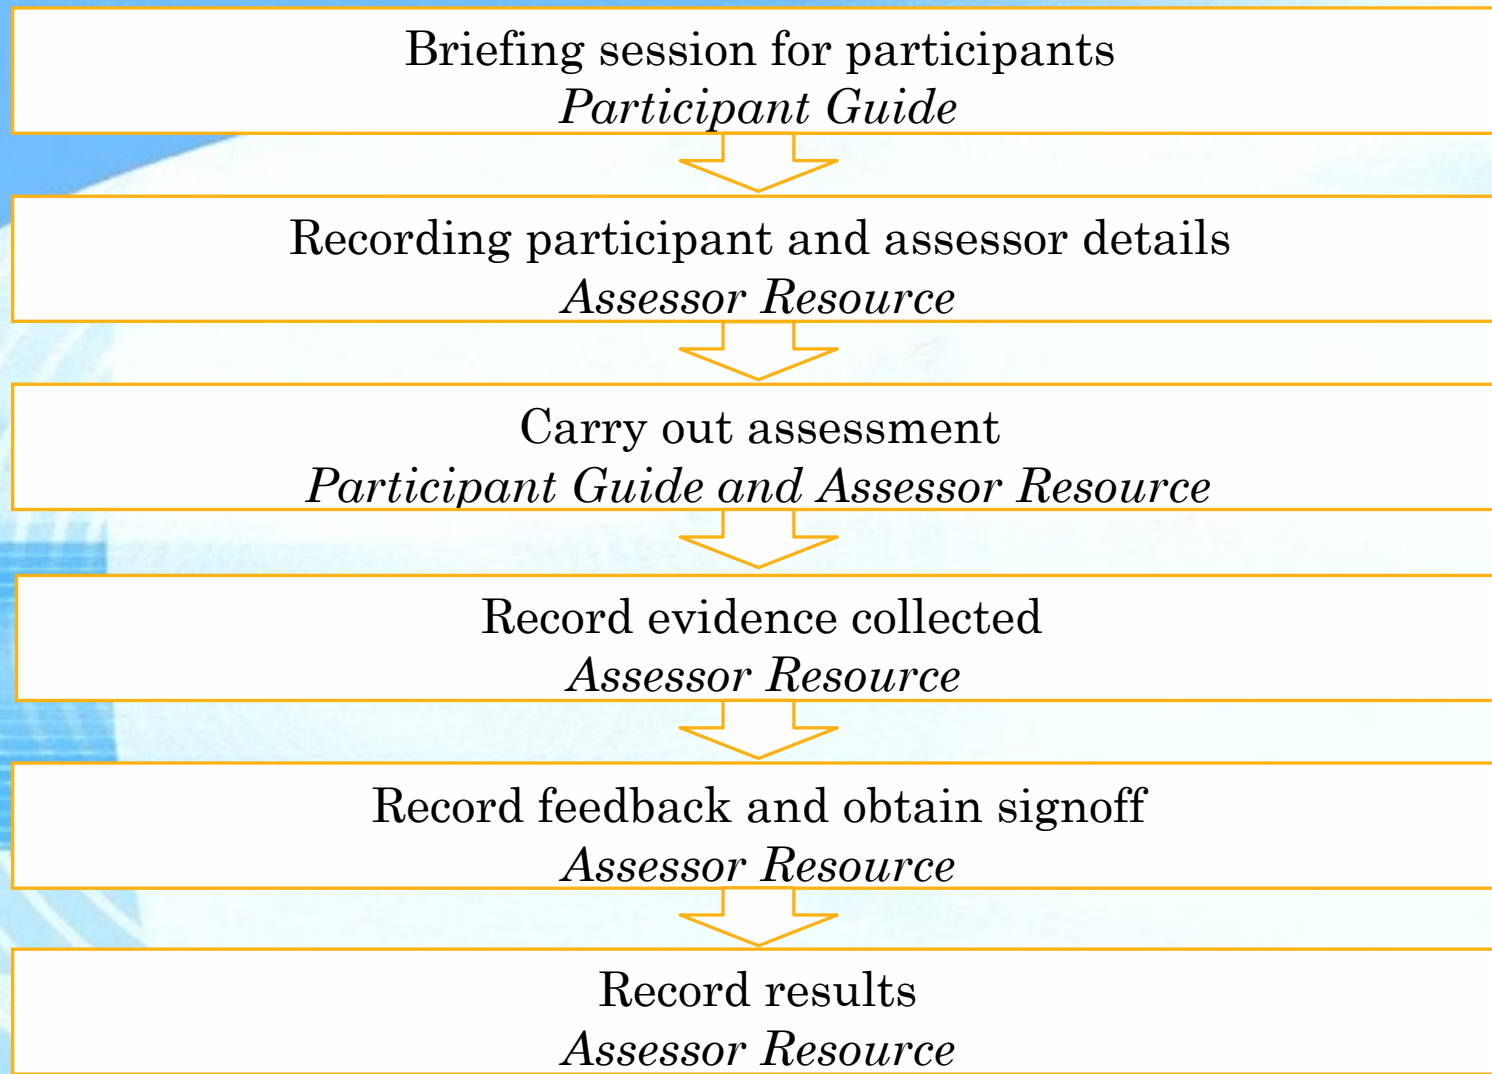 Briefing session for participants
Participant Guide
Recording participant and assessor details
Assessor Resource
Carry out assessment
Participant Guide and Assessor Resource
Record evidence collected
Assessor Resource
Record feedback and obtain signoff
Assessor Resource
Record results
Assessor Resource